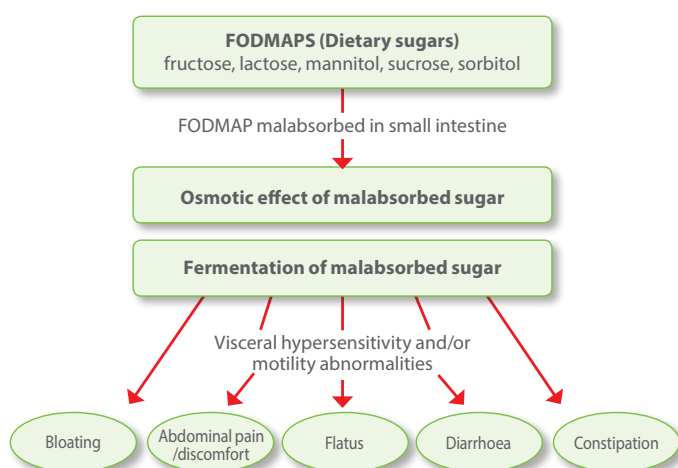 FODMAPS (Dietary sugars)
fructose, lactose, mannitol, sucrose, sorbitol
FODMAP malabsorbed in small intestine
Osmotic effect of malabsorbed sugar
Fermentation of malabsorbed sugar
Visceral hypersensitivity and/or
motility abnormalities
Bloating
Abdominal pain
/discomfort
Flatus
Diarrhoea
Constipation